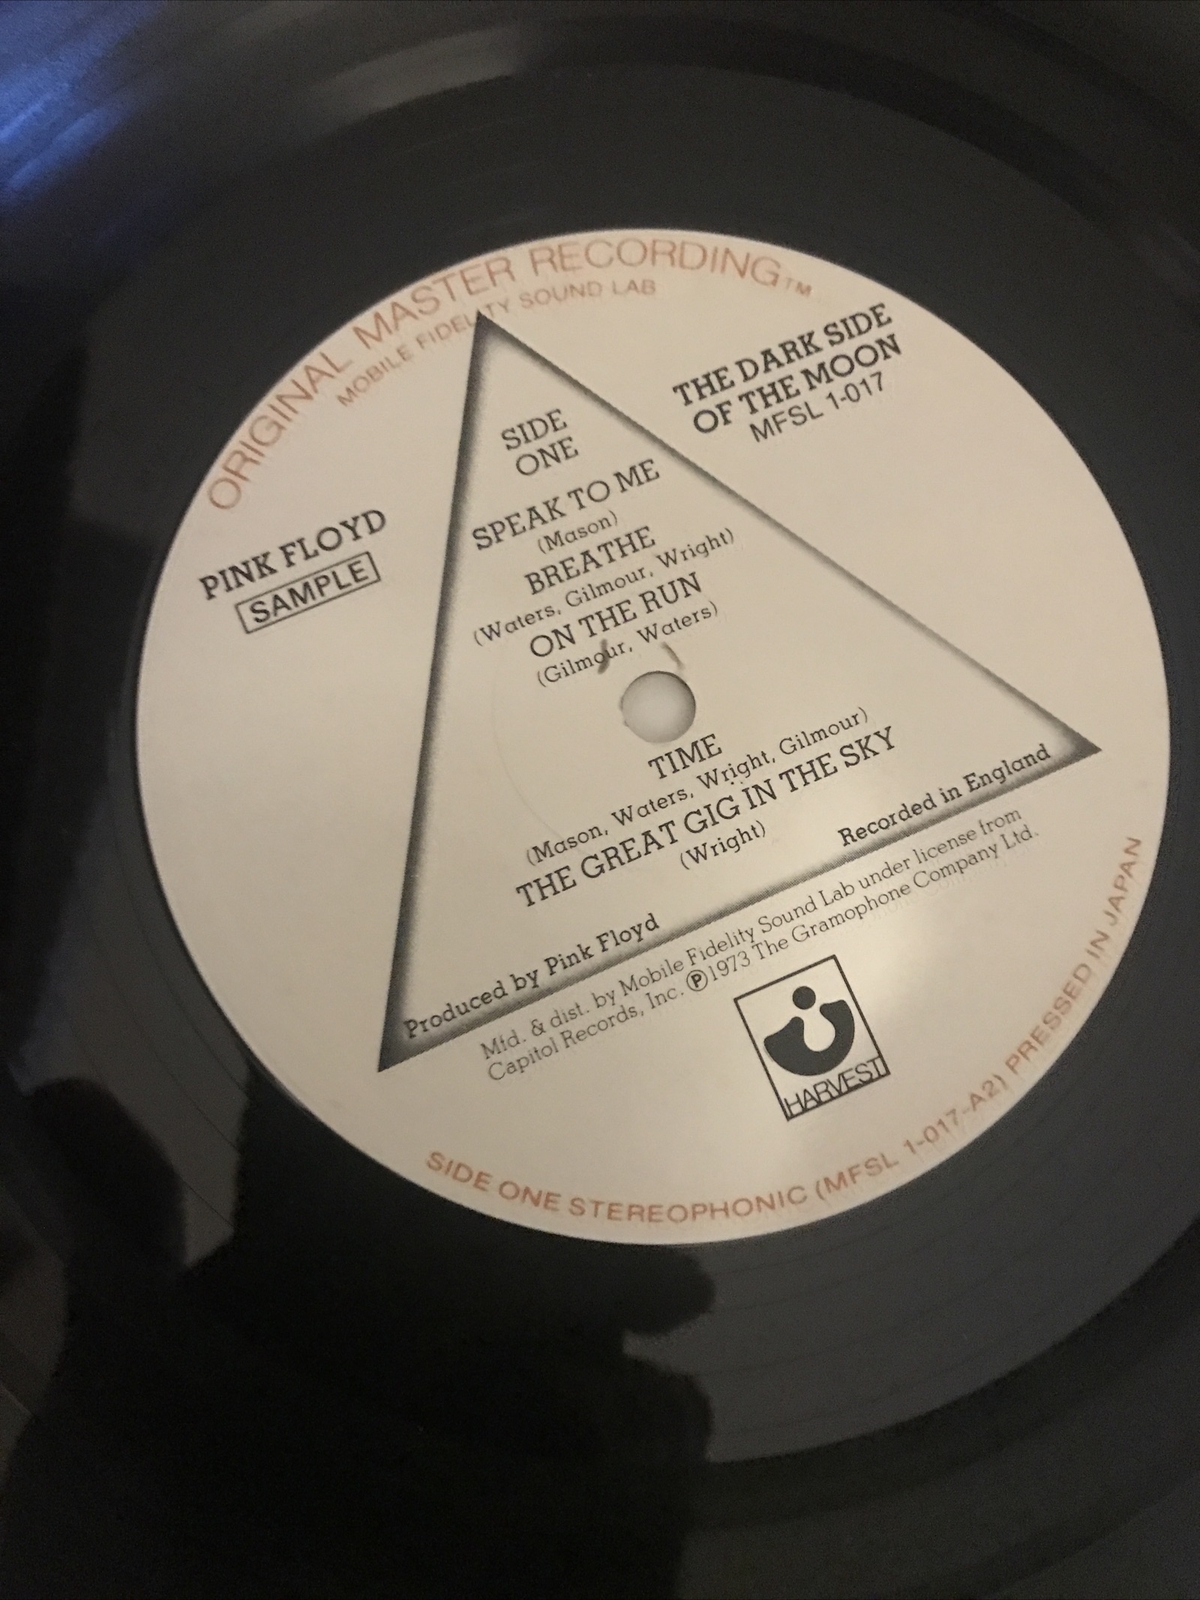 ORIGINAL MASTER RECORDING™
MOBILE FIDELITY SOUND LAB
THE DARK SIDE
OF THE MOON
MFSL 1-017
PINK FLOYD
SAMPLE
SIDE
ONE
SPEAK TO ME
(Mason)
BREATHE
(Waters, Gilmour, Wright)
ON THE RUN
(Gilmour, Waters)
TIME
(Mason, Waters, Wright, Gilmour)
THE GREAT GIG IN THE SKY
(Wright)
Produced by Pink Floyd
Recorded in England
Mfd. & dist. by Mobile Fidelity Sound Lab under license from
Capitol Records, Inc. ℗1973 The Gramophone Company Ltd.
HARVEST
SIDE ONE STEREOPHONIC (MFSL 1-017-A2) PRESSED IN JAPAN